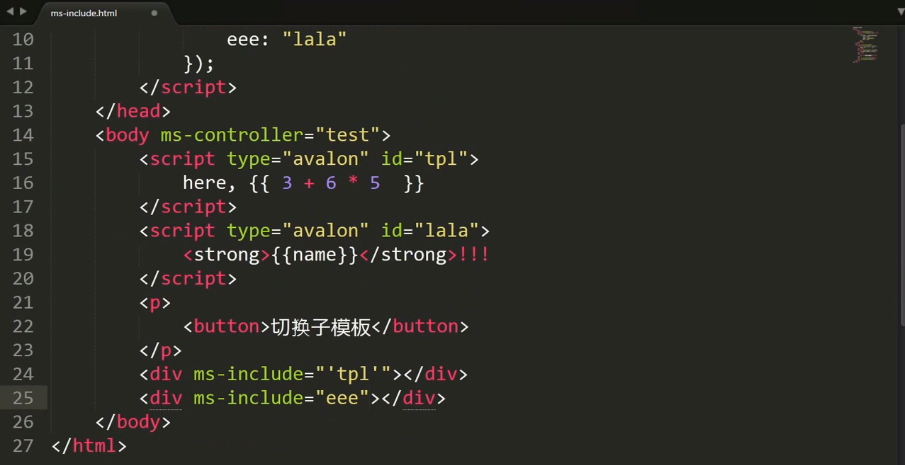 ms-include.html
10 eee: "lala"
11 });
12 </script>
13 </head>
14 <body ms-controller="test">
15 <script type="avalon" id="tpl">
16 here, {{ 3 + 6 * 5  }}
17 </script>
18 <script type="avalon" id="lala">
19 <strong>{{name}}</strong>!!!
20 </script>
21 <p>
22 <button>切换子模板</button>
23 </p>
24 <div ms-include="'tpl'"></div>
25 <div ms-include="eee"></div>
26 </body>
27 </html>